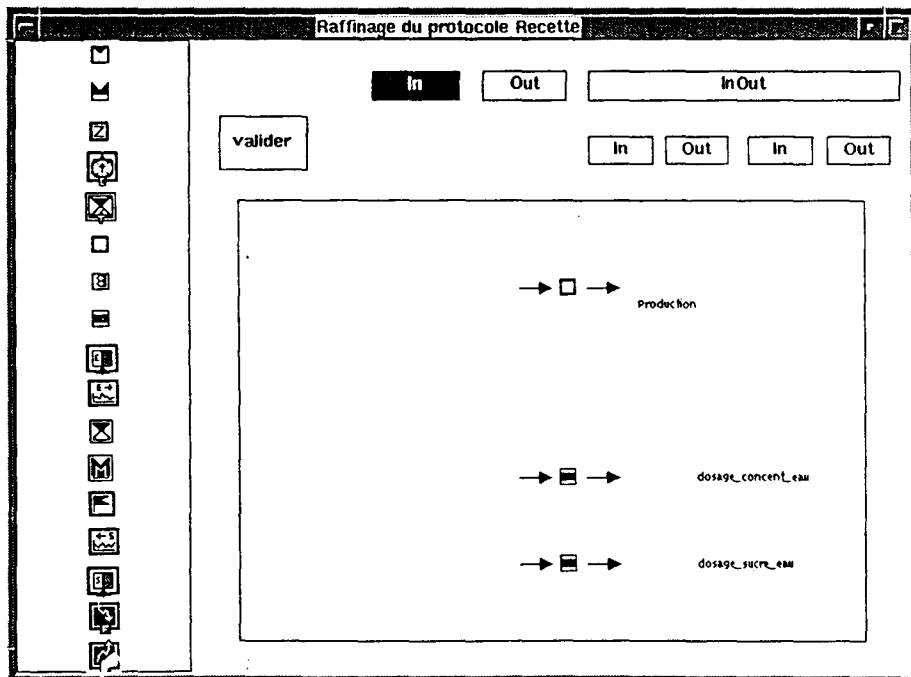 Raffinage du protocole Recette
In Out InOut
valider
In Out In Out
Production
dosage_concent_eau
dosage_sucre_eau